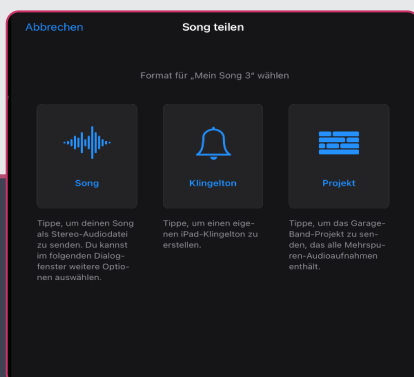 Abbrechen
Song teilen
Format für „Mein Song 3“ wählen
Song
Klingelton
Projekt
Tippe, um deinen Song
als Stereo-Audiodatei
zu senden. Du kannst
im folgenden Dialog-
fenster weitere Optio-
nen auswählen.
Tippe, um einen eige-
nen iPad-Klingelton zu
erstellen.
Tippe, um das Garage-
Band-Projekt zu sen-
den, das alle Mehrspu-
ren-Audioaufnahmen
enthält.